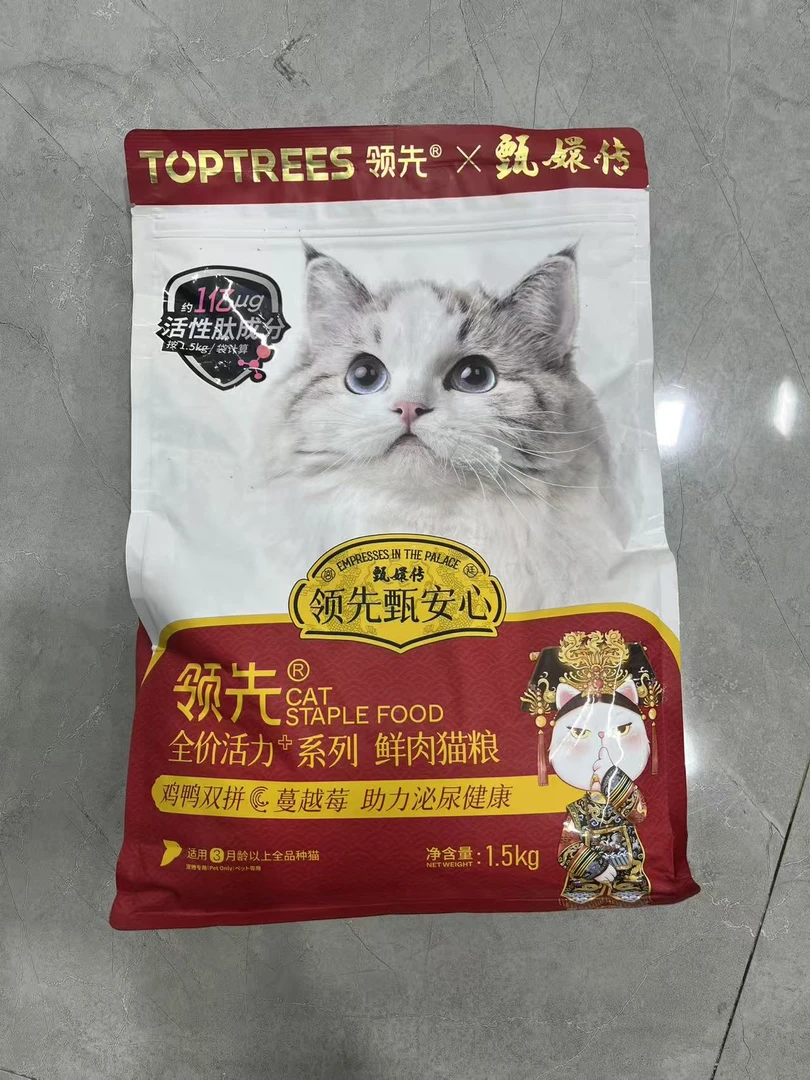 TOPTREES 领先® × 甄嬛传
约1亿μg
活性肽成分
按1.5kg/袋计算
EMPRESSES IN THE PALACE
甄嬛传
领先甄安心
领先®
CAT
STAPLE FOOD
全价活力+系列 鲜肉猫粮
鸡鸭双拼 蔓越莓 助力泌尿健康
适用3月龄以上全品种猫
净含量:1.5kg
NET WEIGHT